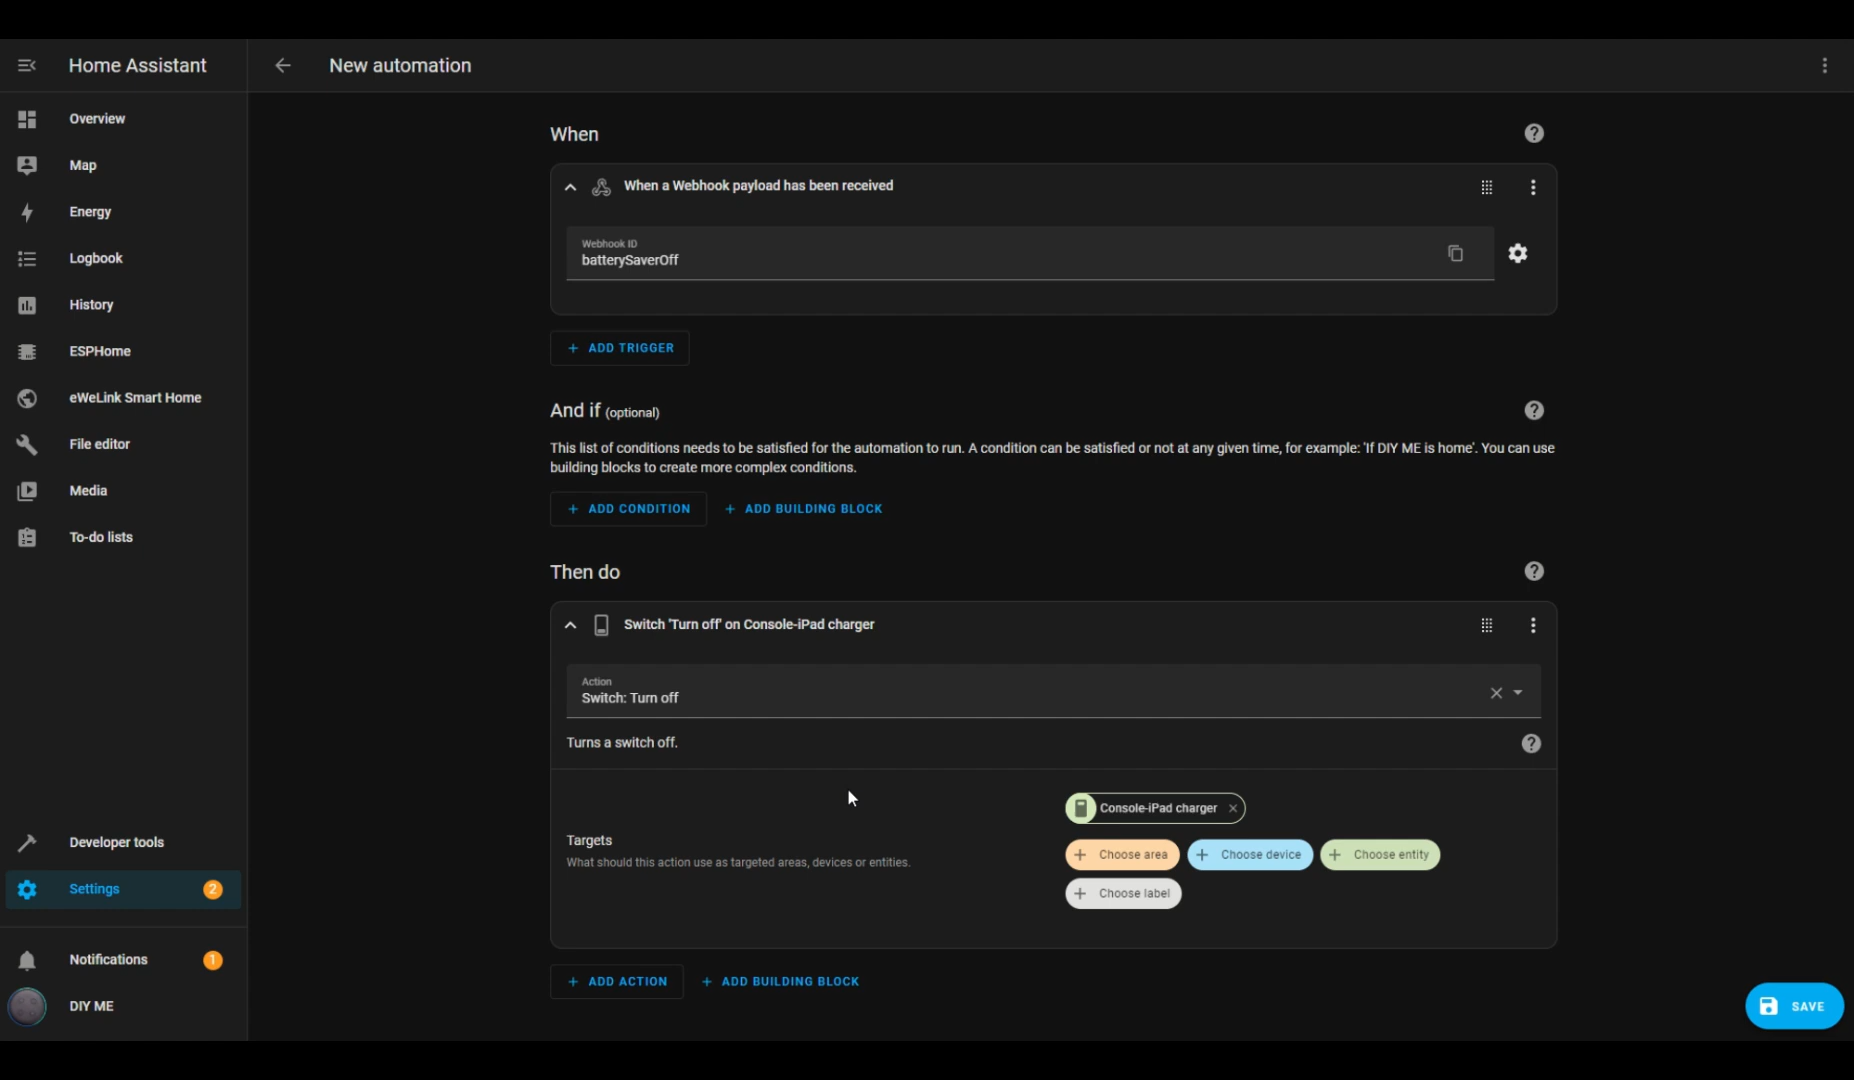 Home Assistant
New automation
Overview
Map
Energy
Logbook
History
ESPHome
eWeLink Smart Home
File editor
Media
To-do lists
Developer tools
Settings
2
Notifications
1
DIY ME
When
When a Webhook payload has been received
Webhook ID
batterySaverOff
+ ADD TRIGGER
And if (optional)
This list of conditions needs to be satisfied for the automation to run. A condition can be satisfied or not at any given time, for example: 'If DIY ME is home'. You can use
building blocks to create more complex conditions.
+ ADD CONDITION + ADD BUILDING BLOCK
Then do
Switch 'Turn off' on Console-iPad charger
Action
Switch: Turn off
Turns a switch off.
Targets
What should this action use as targeted areas, devices or entities.
Console-iPad charger
+ Choose area + Choose device + Choose entity
+ Choose label
+ ADD ACTION + ADD BUILDING BLOCK
SAVE